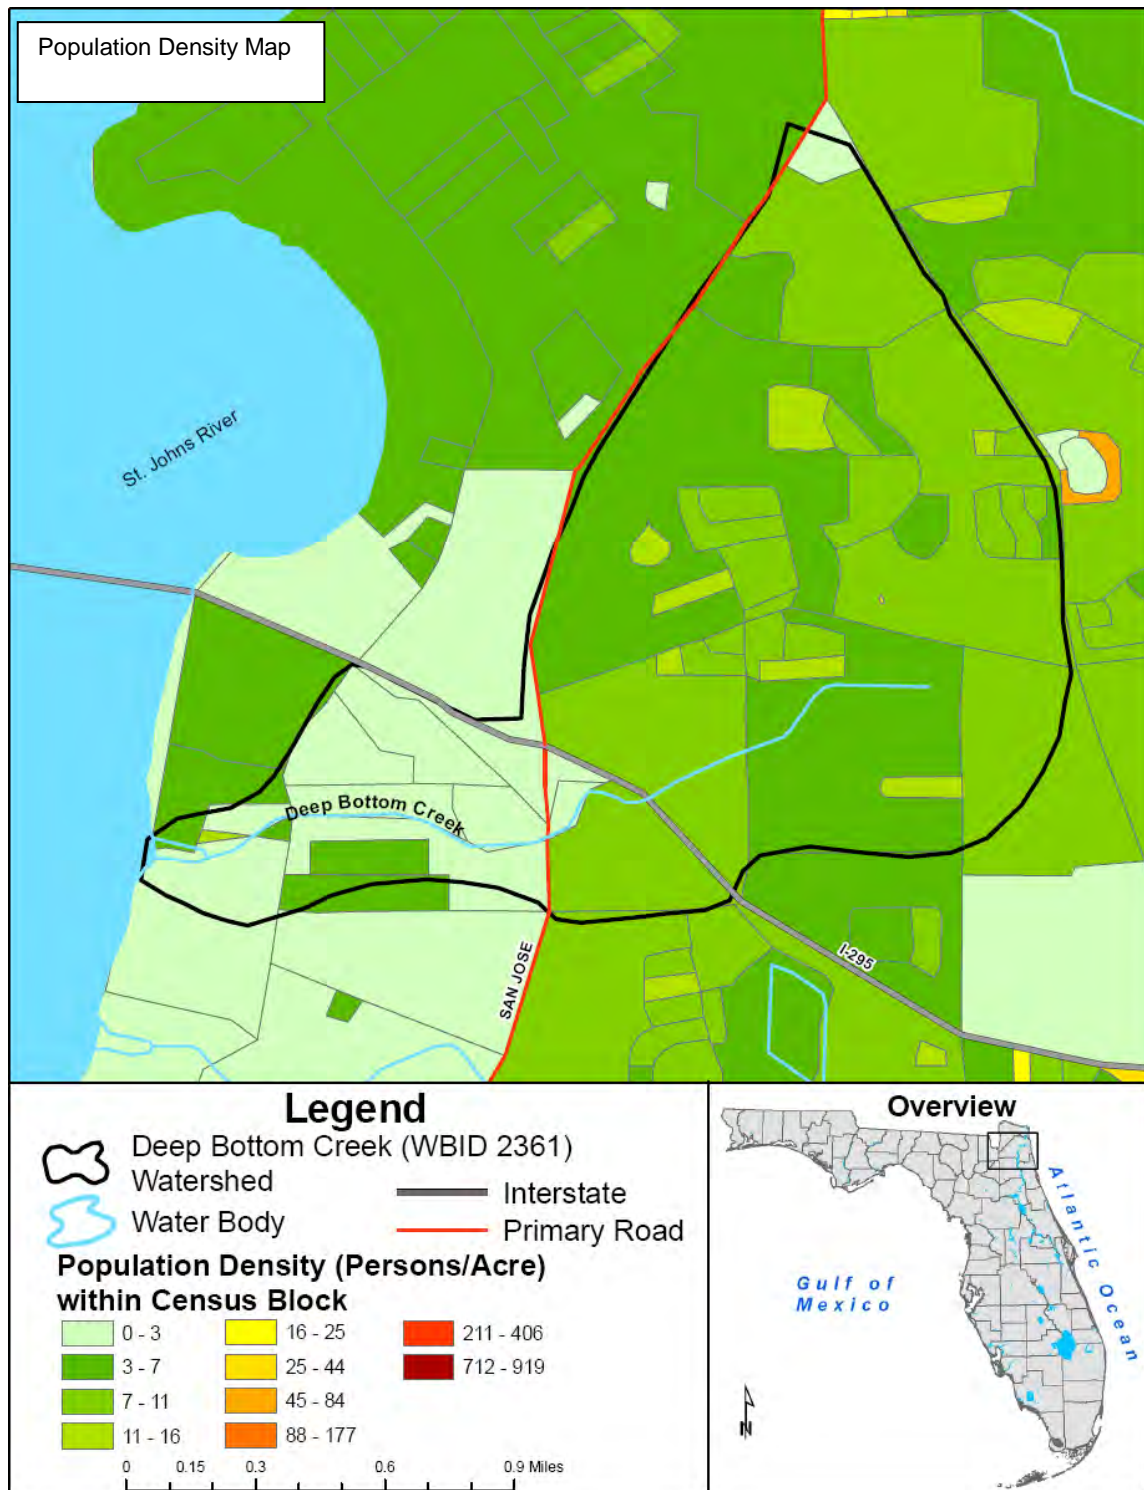 Population Density Map
St. Johns River
Deep Bottom Creek
SAN JOSE
I-295
Legend
Deep Bottom Creek (WBID 2361)
Watershed
Water Body
Interstate
Primary Road
Population Density (Persons/Acre)
within Census Block
0 - 3
3 - 7
7 - 11
11 - 16
16 - 25
25 - 44
45 - 84
88 - 177
211 - 406
712 - 919
0 0.15 0.3 0.6 0.9 Miles
Overview
Atlantic Ocean
Gulf of
Mexico
N